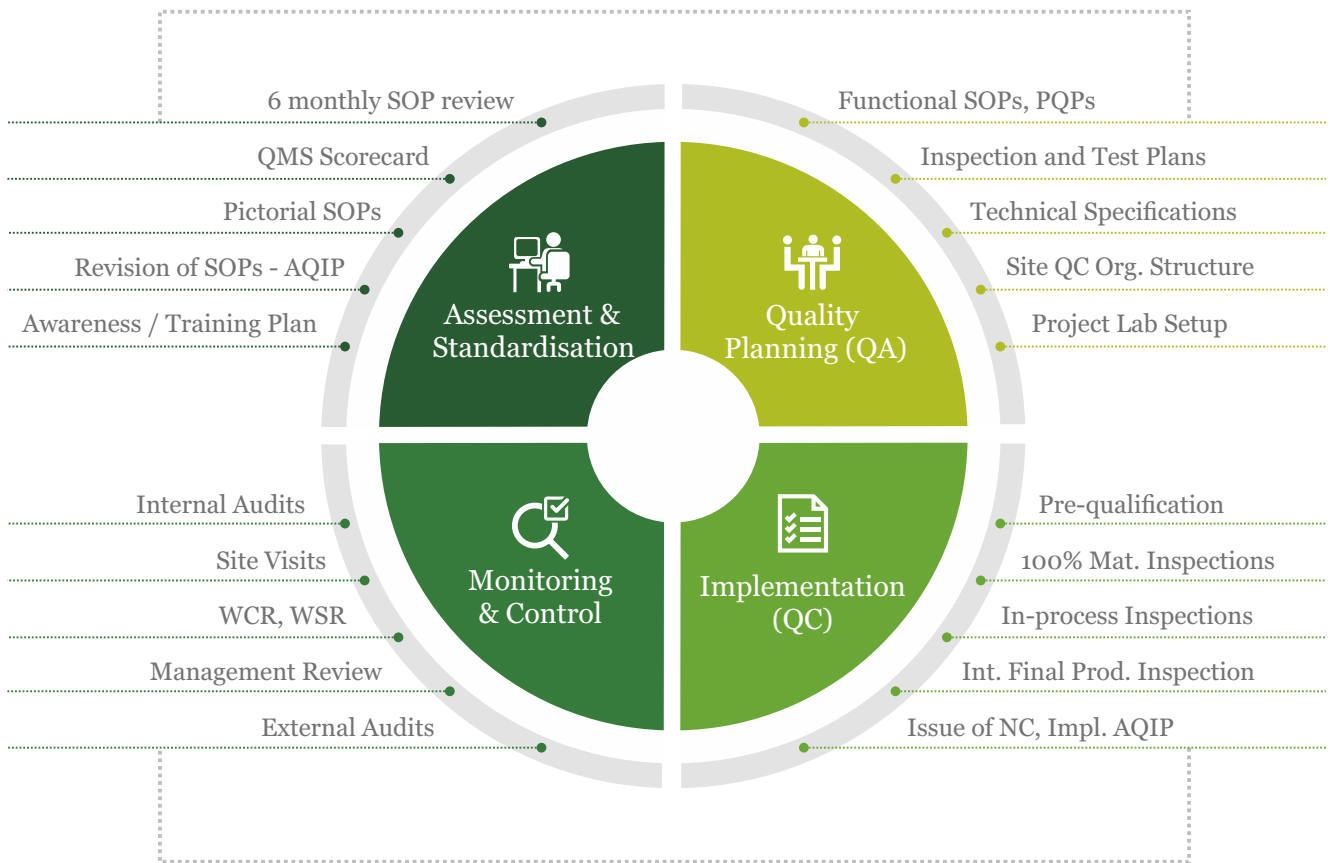 6 monthly SOP review
QMS Scorecard
Pictorial SOPs
Revision of SOPs - AQIP
Awareness / Training Plan
Assessment &
Standardisation
Functional SOPs, PQPs
Inspection and Test Plans
Technical Specifications
Site QC Org. Structure
Project Lab Setup
Quality
Planning (QA)
Internal Audits
Site Visits
WCR, WSR
Management Review
External Audits
Monitoring
& Control
Pre-qualification
100% Mat. Inspections
In-process Inspections
Int. Final Prod. Inspection
Issue of NC, Impl. AQIP
Implementation
(QC)